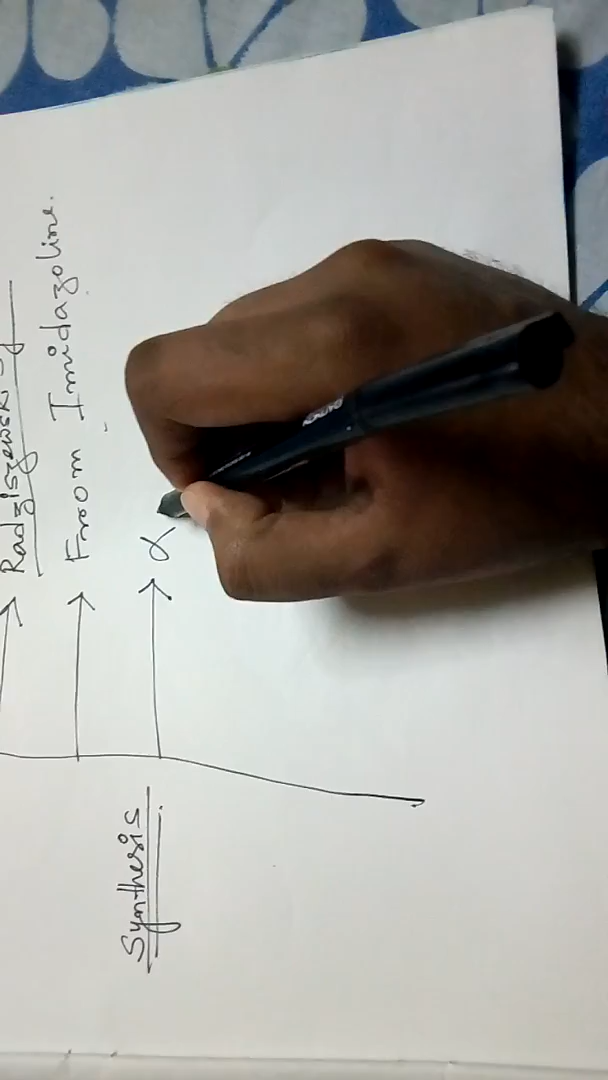 Radziszewski
From Imidazoline.
α
Synthesis